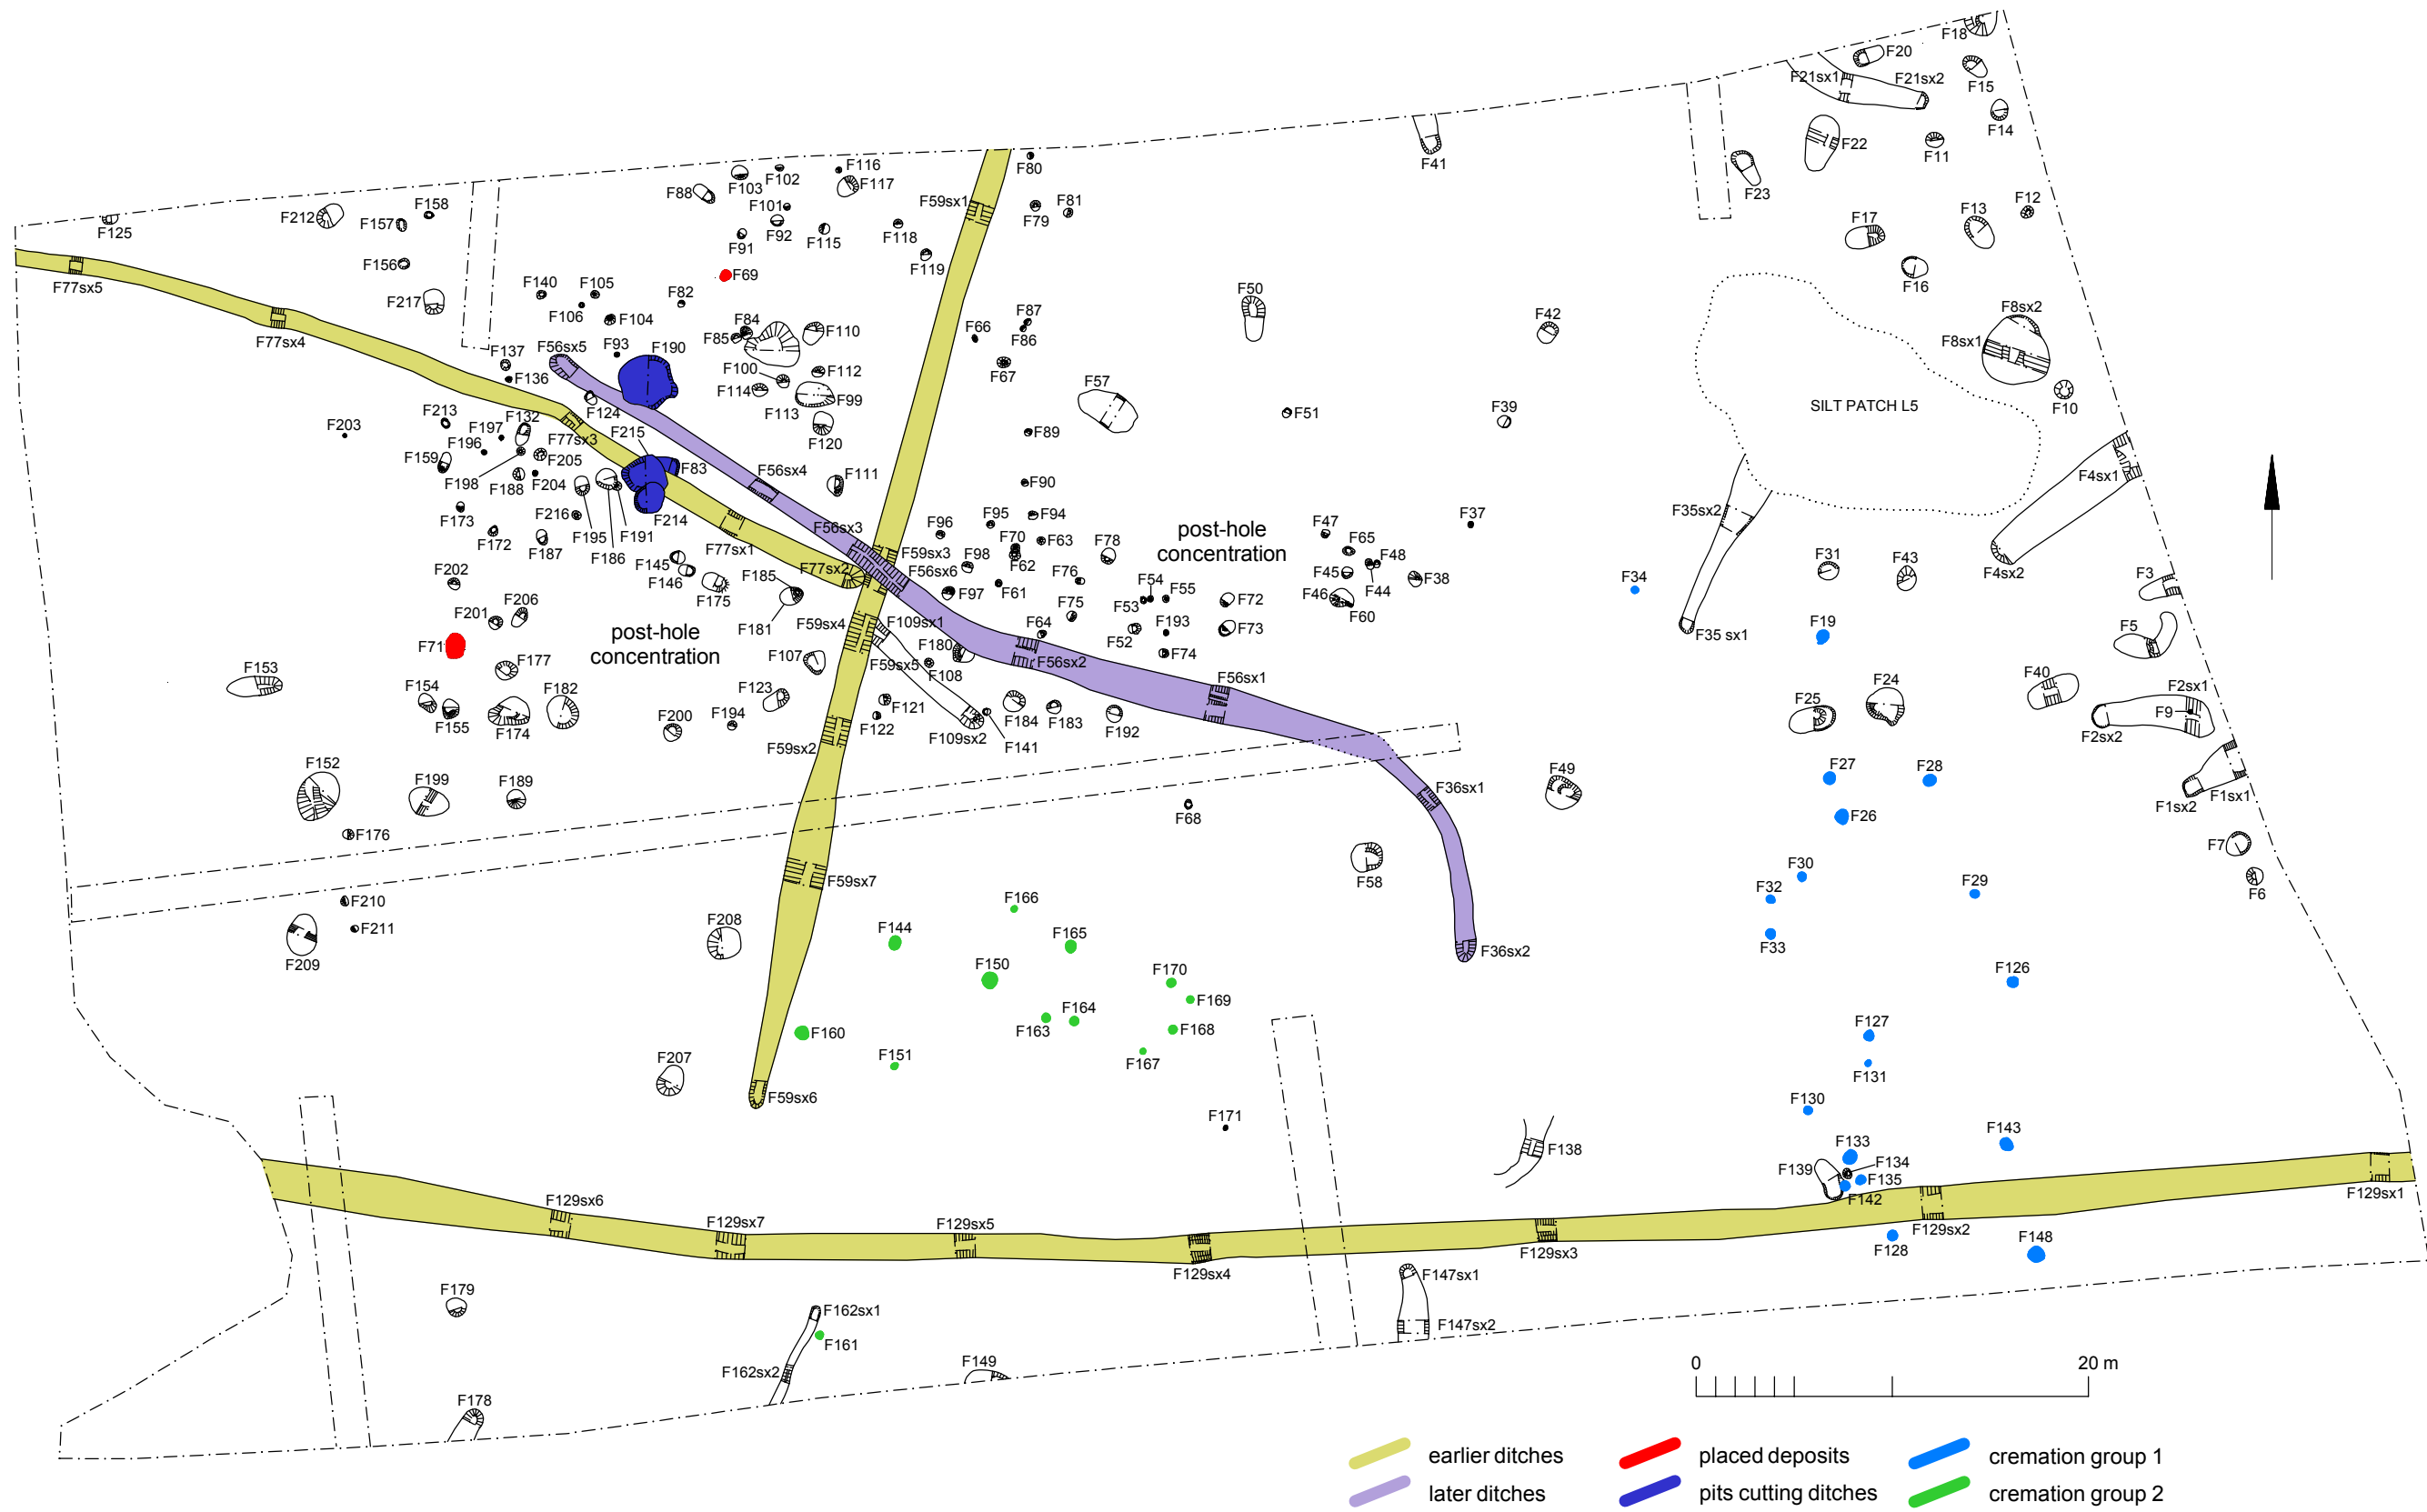 F18
F20
F21sx1
F21sx2
F15
F14
F11
F22
F23
F41
F12
F13
F17
F16
F80
F116
F102
F103
F117
F88
F101
F92
F91
F115
F118
F119
F59sx1
F79
F81
F158
F157
F212
F125
F156
F217
F77sx5
F77sx4
F69
F82
F140
F105
F106
F104
F93
F190
F84
F85
F110
F100
F112
F114
F113
F99
F120
F66
F87
F86
F67
F50
F42
F8sx2
F8sx1
F10
SILT PATCH L5
F57
F51
F39
F56sx5
F137
F136
F124
F203
F213
F132
F197
F196
F77sx3
F215
F205
F159
F198
F188
F204
F83
F173
F216
F195
F186
F191
F214
F172
F187
F56sx4
F111
F89
F90
F94
F95
F96
F56sx3
F59sx3
F56sx6
F77sx1
F77sx2
F98
F70
F62
F63
F78
F76
post-hole
concentration
F47
F65
F37
F48
F44
F45
F46
F60
F38
F35sx2
F35 sx1
F4sx1
F4sx2
F34
F31
F43
F3
F5
F19
F202
F201
F206
F71
F145
F146
F175
F185
F181
post-hole
concentration
F59sx4
F109sx1
F97
F61
F64
F75
F54
F53
F55
F52
F193
F74
F72
F73
F59sx5
F180
F108
F56sx2
F56sx1
F153
F154
F155
F177
F174
F182
F107
F123
F200
F194
F59sx2
F121
F122
F109sx2
F141
F184
F183
F192
F25
F24
F40
F2sx1
F9
F2sx2
F152
F199
F189
F176
F36sx1
F49
F27
F28
F26
F1sx1
F1sx2
F7
F6
F68
F58
F59sx7
F30
F32
F33
F29
F210
F211
F209
F208
F144
F166
F165
F150
F36sx2
F170
F169
F126
F160
F163
F164
F168
F167
F151
F127
F131
F207
F59sx6
F171
F138
F130
F143
F133
F134
F139
F135
F142
F129sx6
F129sx7
F129sx5
F129sx4
F129sx3
F129sx2
F129sx1
F128
F148
F147sx1
F147sx2
F179
F162sx1
F161
F162sx2
F149
F178
0 20 m
earlier ditches
placed deposits
cremation group 1
later ditches
pits cutting ditches
cremation group 2